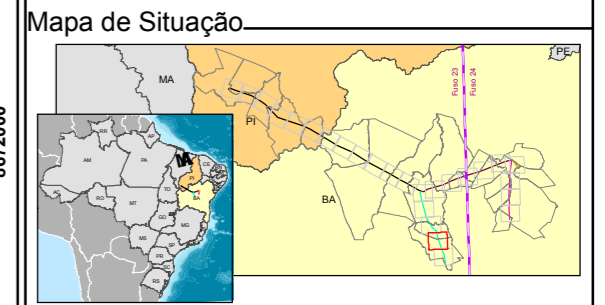 Mapa de Situação
PE
MA
PI
BA
Fuso 23
Fuso 24
RR
AP
AM
PA
MA
CE
PI
AC
RO
TO
BA
MT
GO
MG
MS
SP
PR
SC
RS